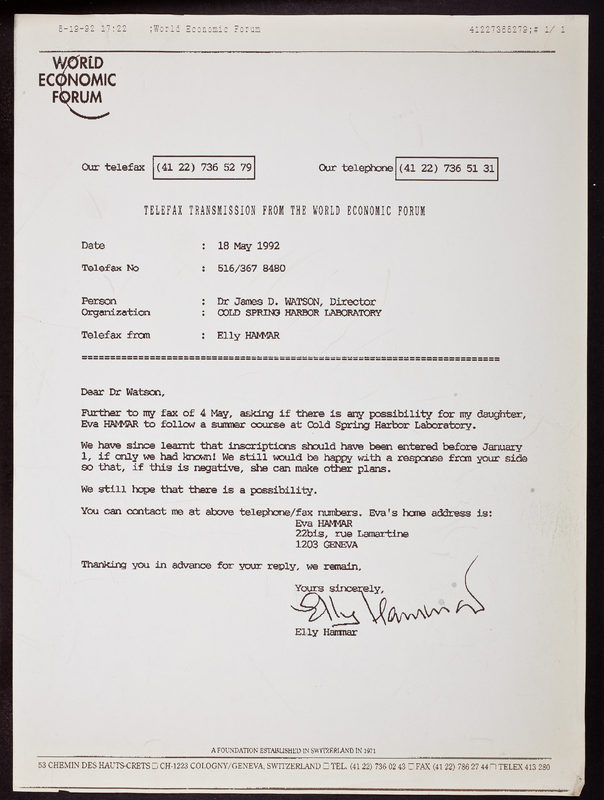 5-19-92 17:22 ;World Economic Forum 41227365279;# 1/ 1
WORLD
ECONOMIC
FORUM
Our telefax (41 22) 736 52 79 Our telephone (41 22) 736 51 31
TELEFAX TRANSMISSION FROM THE WORLD ECONOMIC FORUM
Date : 18 May 1992
Telefax No : 516/367 8480
Person : Dr James D. WATSON, Director
Organization : COLD SPRING HARBOR LABORATORY
Telefax from : Elly HAMMAR
Dear Dr Watson,
Further to my fax of 4 May, asking if there is any possibility for my daughter,
Eva HAMMAR to follow a summer course at Cold Spring Harbor Laboratory.
We have since learnt that inscriptions should have been entered before January
1, if only we had known! We still would be happy with a response from your side
so that, if this is negative, she can make other plans.
We still hope that there is a possibility.
You can contact me at above telephone/fax numbers. Eva's home address is:
Eva HAMMAR
22bis, rue Lamartine
1203 GENEVA
Thanking you in advance for your reply, we remain,
Yours sincerely,
Elly Hammar
Elly Hammar
A FOUNDATION ESTABLISHED IN SWITZERLAND IN 1971
53 CHEMIN DES HAUTS-CRETS □ CH-1223 COLOGNY/GENEVA, SWITZERLAND □ TEL. (41 22) 736 02 43 □ FAX (41 22) 786 27 44 □ TELEX 413 280